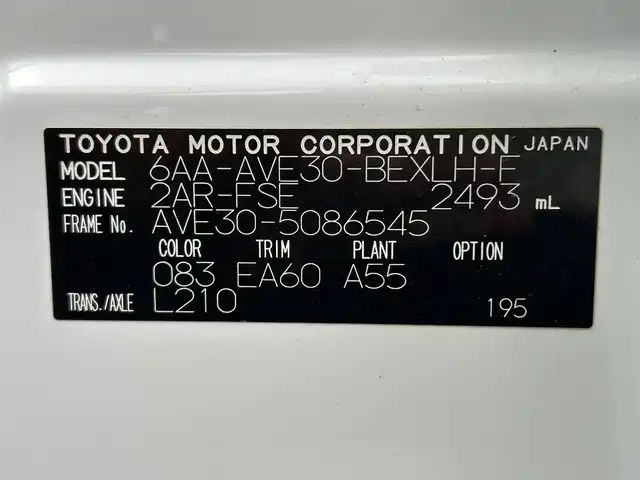 TOYOTA MOTOR CORPORATION JAPAN
MODEL 6AA-AVE30-BEXLH-F
ENGINE 2AR-FSE 2493 mL
FRAME No. AVE30-5086545
COLOR TRIM PLANT OPTION
083 EA60 A55
TRANS./AXLE L210 195